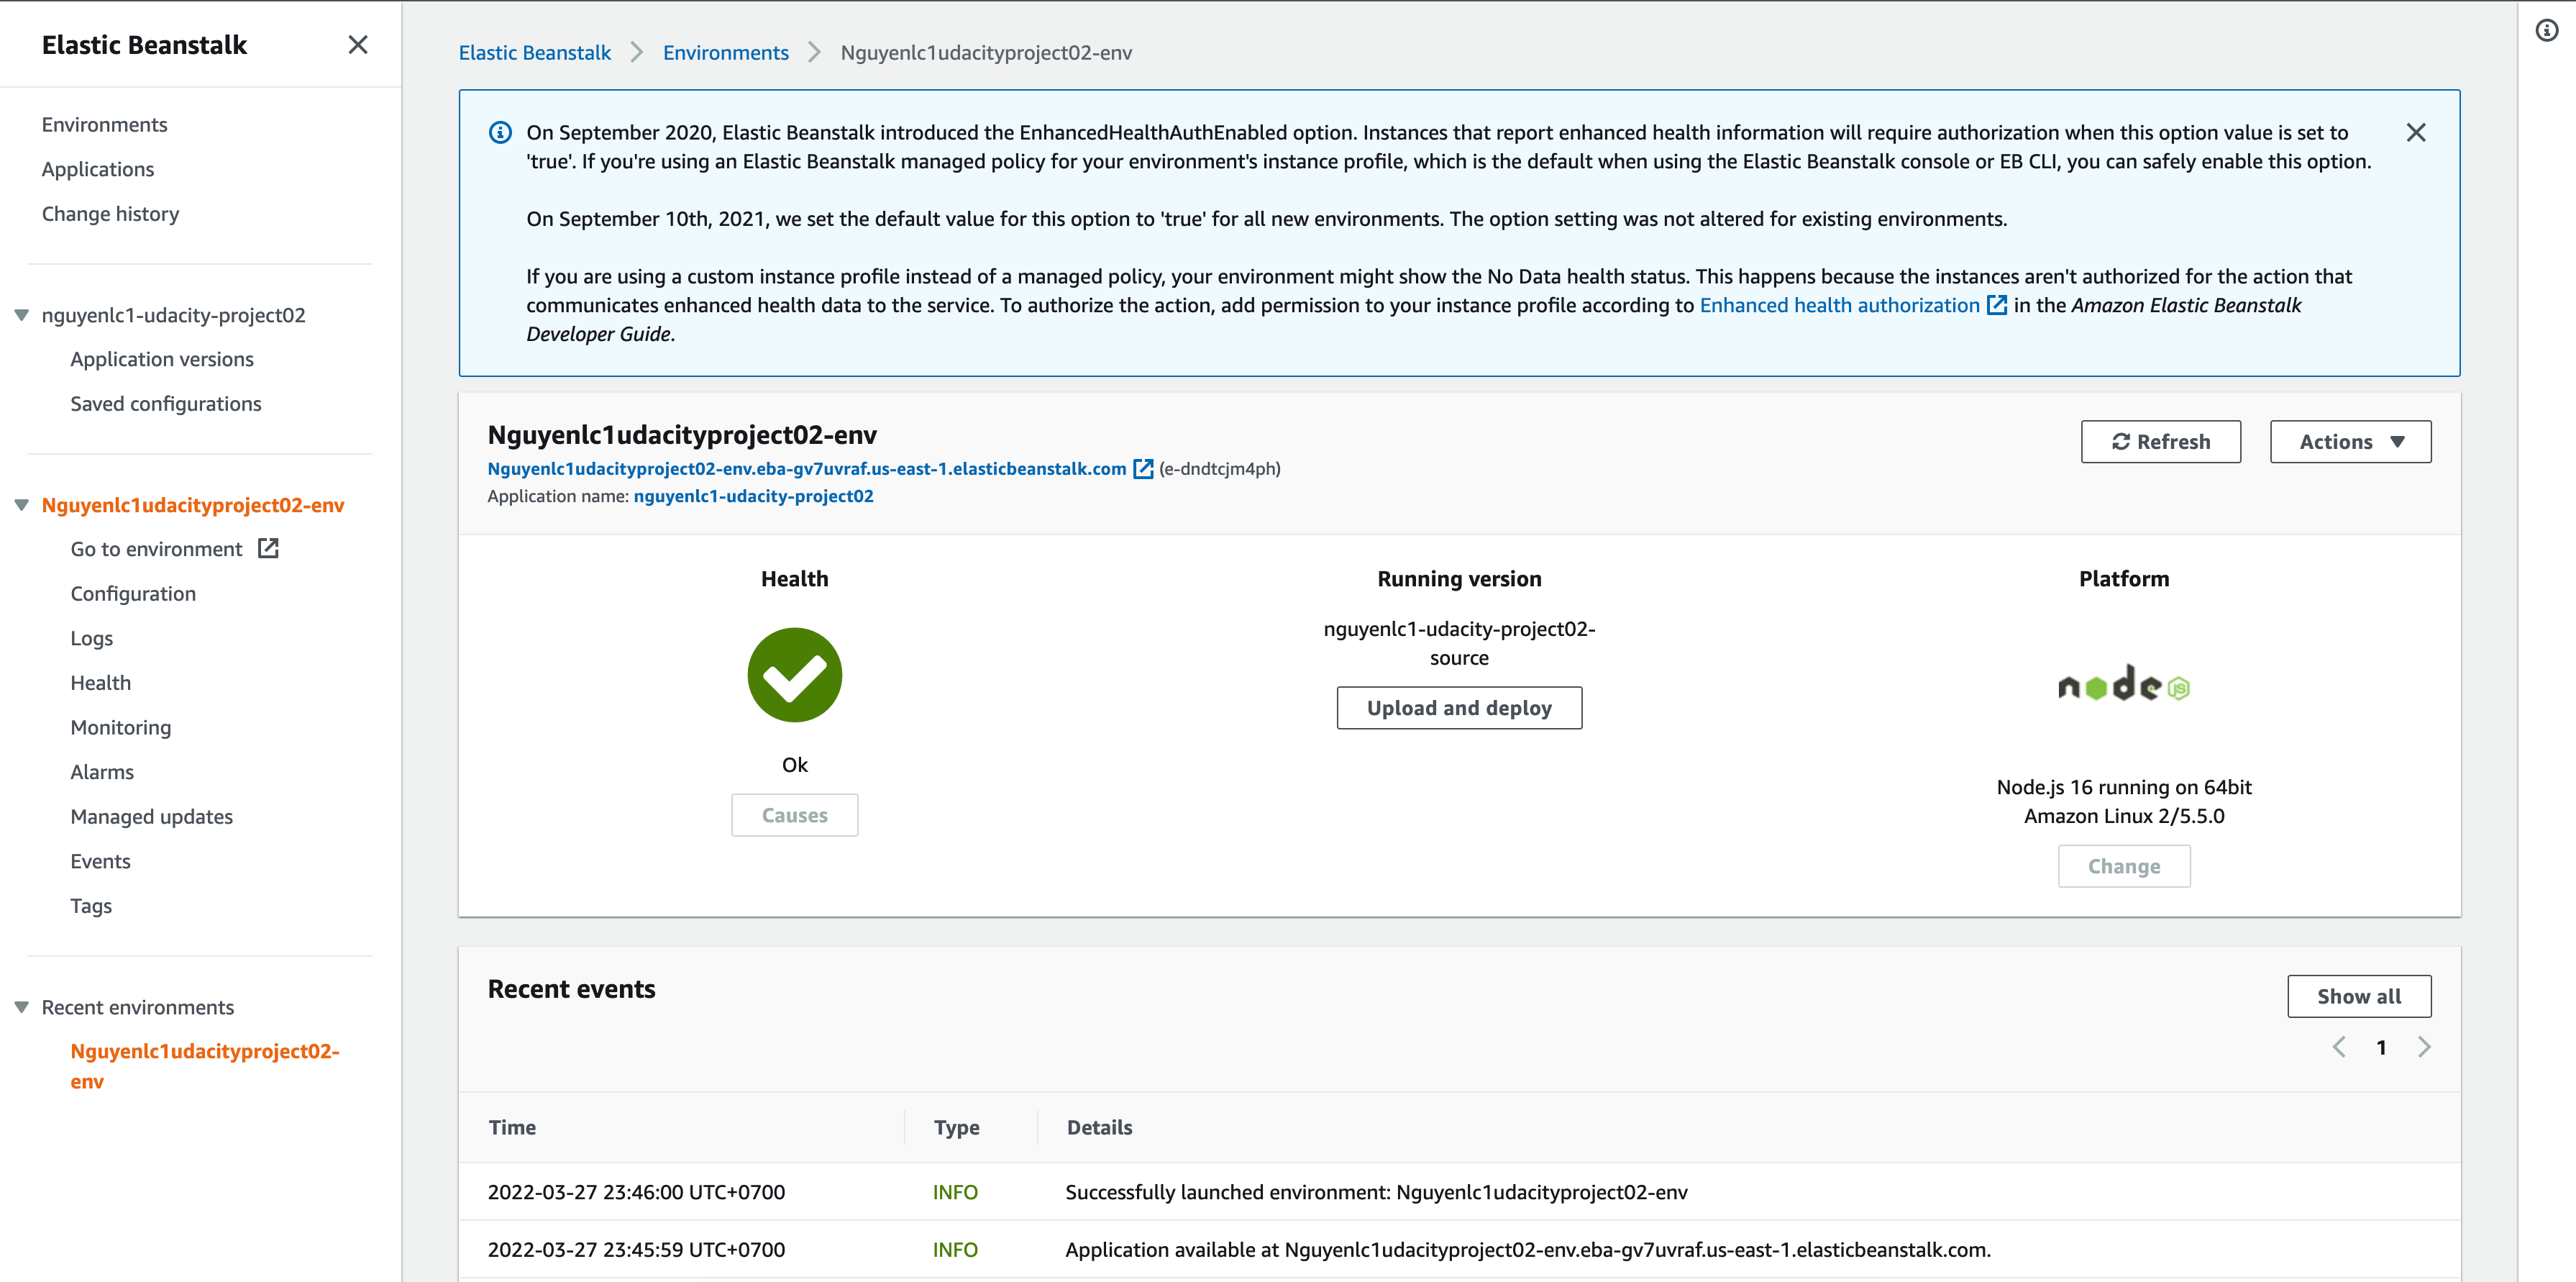 Elastic Beanstalk
Environments
Applications
Change history
nguyenlc1-udacity-project02
Application versions
Saved configurations
Nguyenlc1udacityproject02-env
Go to environment
Configuration
Logs
Health
Monitoring
Alarms
Managed updates
Events
Tags
Recent environments
Nguyenlc1udacityproject02-
env
Elastic Beanstalk
Environments
Nguyenlc1udacityproject02-env
On September 2020, Elastic Beanstalk introduced the EnhancedHealthAuthEnabled option. Instances that report enhanced health information will require authorization when this option value is set to
'true'. If you're using an Elastic Beanstalk managed policy for your environment's instance profile, which is the default when using the Elastic Beanstalk console or EB CLI, you can safely enable this option.
On September 10th, 2021, we set the default value for this option to 'true' for all new environments. The option setting was not altered for existing environments.
If you are using a custom instance profile instead of a managed policy, your environment might show the No Data health status. This happens because the instances aren't authorized for the action that
communicates enhanced health data to the service. To authorize the action, add permission to your instance profile according to Enhanced health authorization in the Amazon Elastic Beanstalk
Developer Guide.
Nguyenlc1udacityproject02-env
Nguyenlc1udacityproject02-env.eba-gv7uvraf.us-east-1.elasticbeanstalk.com (e-dndtcjm4ph)
Application name: nguyenlc1-udacity-project02
Refresh
Actions
Health
Ok
Causes
Running version
nguyenlc1-udacity-project02-
source
Upload and deploy
Platform
node JS
Node.js 16 running on 64bit
Amazon Linux 2/5.5.0
Change
Recent events
Show all
1
Time Type Details
2022-03-27 23:46:00 UTC+0700 INFO Successfully launched environment: Nguyenlc1udacityproject02-env
2022-03-27 23:45:59 UTC+0700 INFO Application available at Nguyenlc1udacityproject02-env.eba-gv7uvraf.us-east-1.elasticbeanstalk.com.